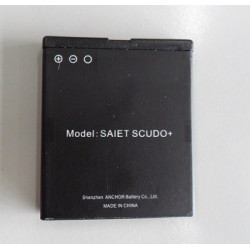 Model: SAIET SCUDO+
Shenzhen ANCHOR Battery Co.,Ltd.
MADE IN CHINA